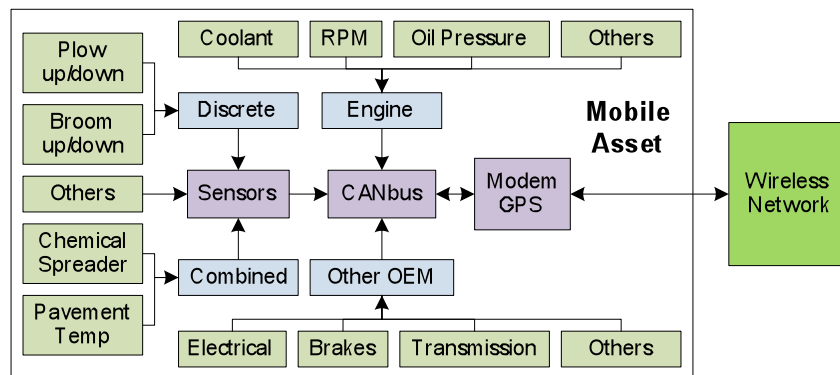 Coolant
RPM
Oil Pressure
Others
Plow
up/down
Broom
up/down
Discrete
Engine
Mobile
Asset
Others
Sensors
CANbus
Modem
GPS
Wireless
Network
Chemical
Spreader
Combined
Other OEM
Pavement
Temp
Electrical
Brakes
Transmission
Others